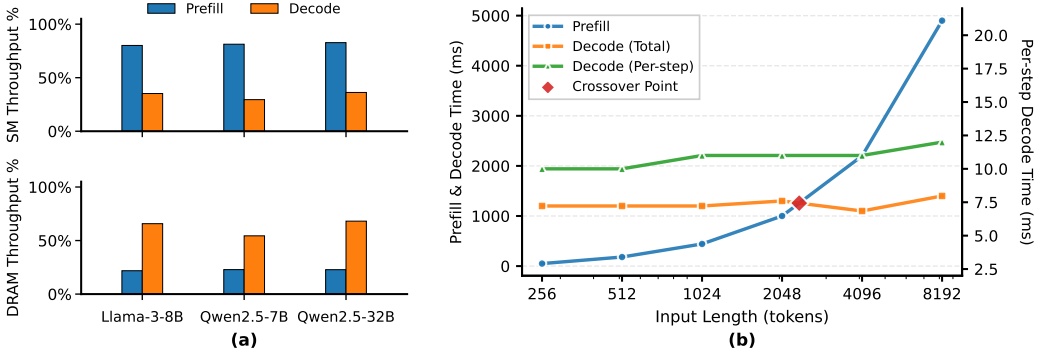 Prefill Decode
SM Throughput %
100%
50%
0%
DRAM Throughput %
100%
50%
0%
Llama-3-8B Qwen2.5-7B Qwen2.5-32B
(a)
Prefill & Decode Time (ms)
5000
4000
3000
2000
1000
0
Prefill
Decode (Total)
Decode (Per-step)
Crossover Point
20.0
17.5
15.0
12.5
10.0
7.5
5.0
2.5
Per-step Decode Time (ms)
256 512 1024 2048 4096 8192
Input Length (tokens)
(b)